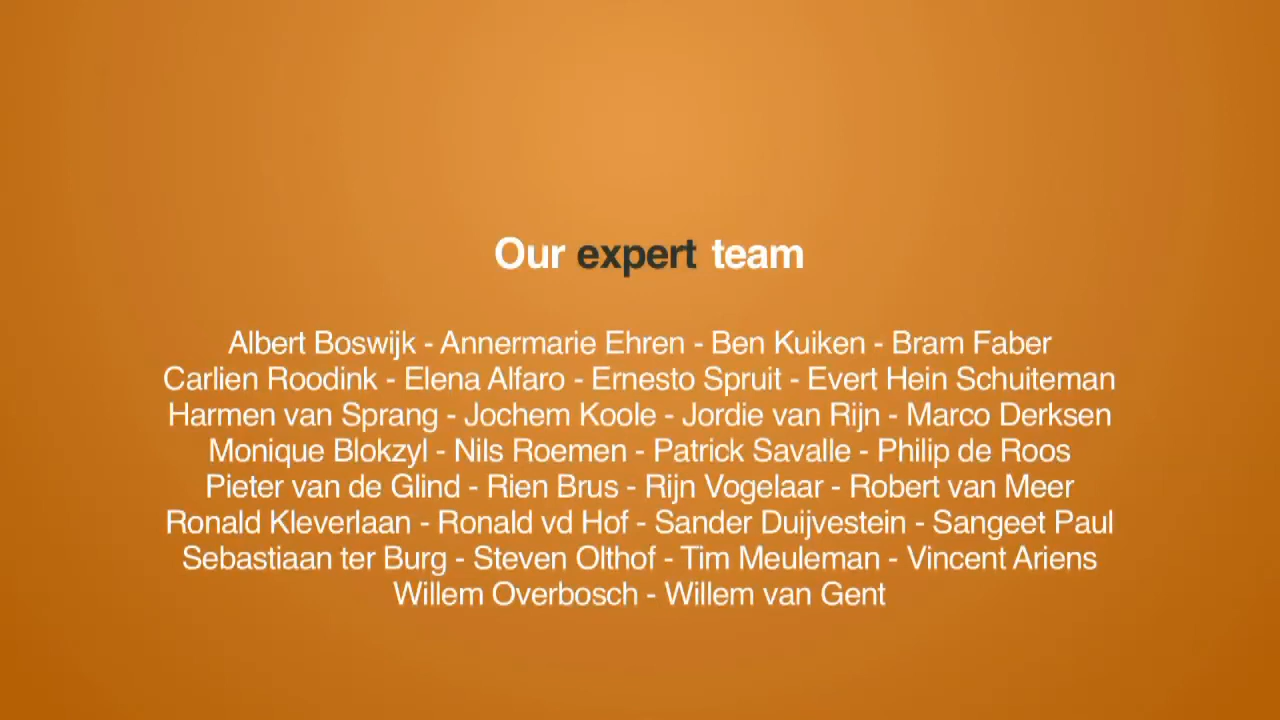 Our expert team
Albert Boswijk - Annermarie Ehren - Ben Kuiken - Bram Faber
Carlien Roodink - Elena Alfaro - Ernesto Spruit - Evert Hein Schuiteman
Harmen van Sprang - Jochem Koole - Jordie van Rijn - Marco Derksen
Monique Blokzyl - Nils Roemen - Patrick Savalle - Philip de Roos
Pieter van de Glind - Rien Brus - Rijn Vogelaar - Robert van Meer
Ronald Kleverlaan - Ronald vd Hof - Sander Duijvestein - Sangeet Paul
Sebastiaan ter Burg - Steven Olthof - Tim Meuleman - Vincent Ariens
Willem Overbosch - Willem van Gent